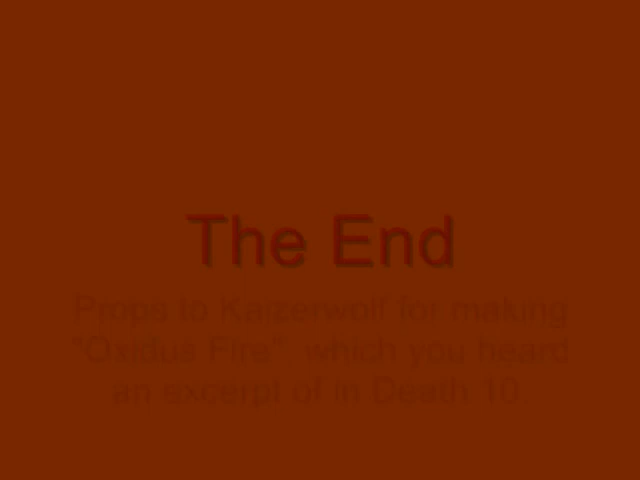 The End
Props to Kaizerwolf for making
"Oxidus Fire", which you heard
an excerpt of in Death 10.